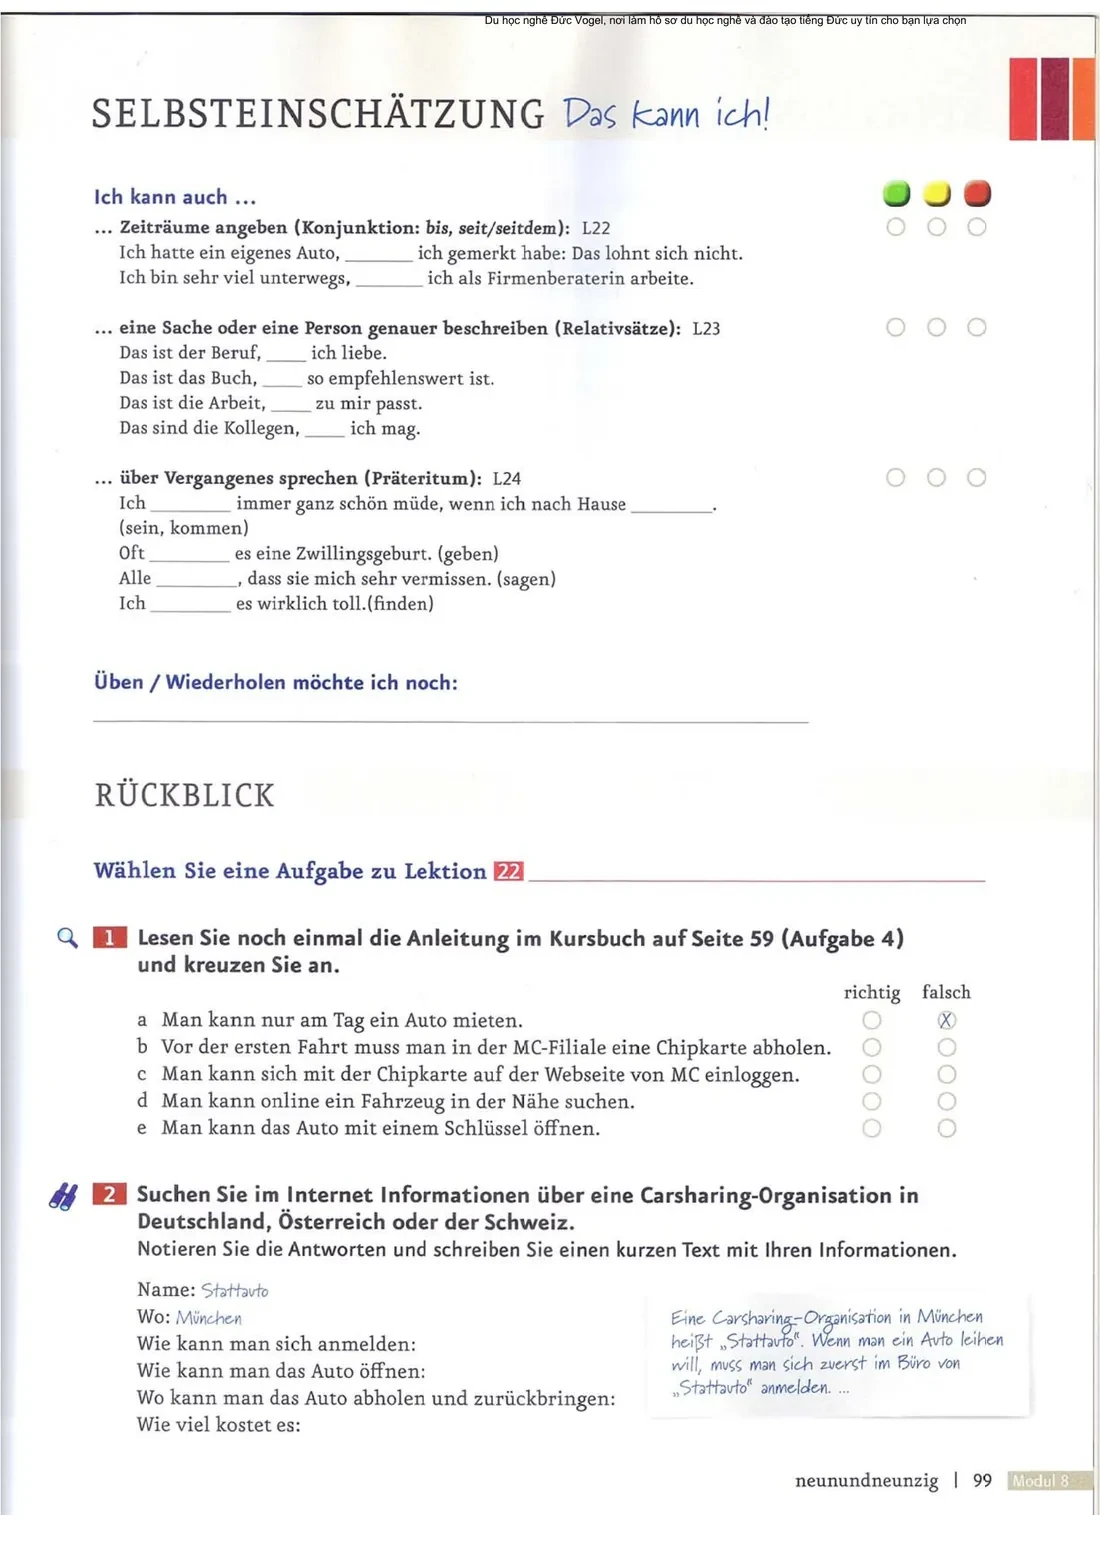 Du học nghề Đức Vogel, nơi làm hồ sơ du học nghề và đào tạo tiếng Đức uy tín cho bạn lựa chọn
SELBSTEINSCHÄTZUNG Das kann ich!
Ich kann auch ...
... Zeiträume angeben (Konjunktion: bis, seit/seitdem): L22
Ich hatte ein eigenes Auto, _______ ich gemerkt habe: Das lohnt sich nicht.
Ich bin sehr viel unterwegs, _______ ich als Firmenberaterin arbeite.
... eine Sache oder eine Person genauer beschreiben (Relativsätze): L23
Das ist der Beruf, ____ ich liebe.
Das ist das Buch, ____ so empfehlenswert ist.
Das ist die Arbeit, ____ zu mir passt.
Das sind die Kollegen, ____ ich mag.
... über Vergangenes sprechen (Präteritum): L24
Ich ________ immer ganz schön müde, wenn ich nach Hause ________.
(sein, kommen)
Oft ________ es eine Zwillingsgeburt. (geben)
Alle ________, dass sie mich sehr vermissen. (sagen)
Ich ________ es wirklich toll.(finden)
Üben / Wiederholen möchte ich noch:
RÜCKBLICK
Wählen Sie eine Aufgabe zu Lektion 22
1 Lesen Sie noch einmal die Anleitung im Kursbuch auf Seite 59 (Aufgabe 4)
und kreuzen Sie an.
richtig falsch
a Man kann nur am Tag ein Auto mieten. X
b Vor der ersten Fahrt muss man in der MC-Filiale eine Chipkarte abholen.
c Man kann sich mit der Chipkarte auf der Webseite von MC einloggen.
d Man kann online ein Fahrzeug in der Nähe suchen.
e Man kann das Auto mit einem Schlüssel öffnen.
2 Suchen Sie im Internet Informationen über eine Carsharing-Organisation in
Deutschland, Österreich oder der Schweiz.
Notieren Sie die Antworten und schreiben Sie einen kurzen Text mit Ihren Informationen.
Name: Stattauto
Wo: München
Wie kann man sich anmelden:
Wie kann man das Auto öffnen:
Wo kann man das Auto abholen und zurückbringen:
Wie viel kostet es:
Eine Carsharing-Organisation in München
heißt „Stattauto“. Wenn man ein Auto leihen
will, muss man sich zuerst im Büro von
„Stattauto“ anmelden. ...
neunundneunzig | 99 Modul 8